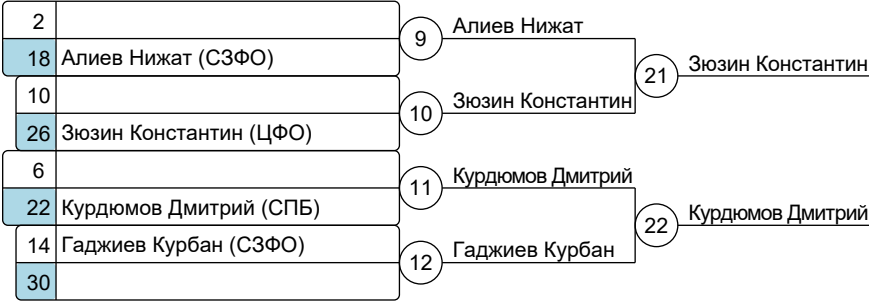 2
18 Алиев Нижат (СЗФО)
10
26 Зюзин Константин (ЦФО)
6
22 Курдюмов Дмитрий (СПБ)
14 Гаджиев Курбан (СЗФО)
30
9 Алиев Нижат
10 Зюзин Константин
11 Курдюмов Дмитрий
12 Гаджиев Курбан
21 Зюзин Константин
22 Курдюмов Дмитрий